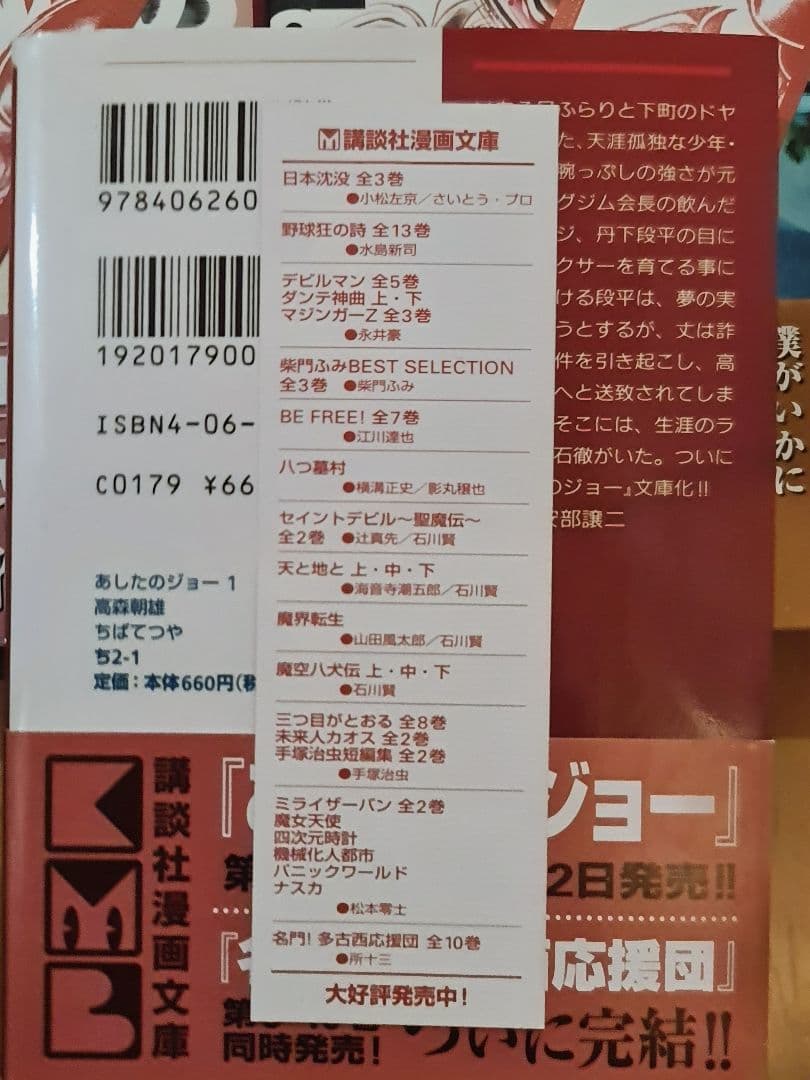 講談社漫画文庫
日本沈没 全3巻
●小松左京／さいとう・プロ
野球狂の詩 全13巻
●水島新司
デビルマン 全5巻
ダンテ神曲 上・下
マジンガーZ 全3巻
●永井豪
柴門ふみBEST SELECTION
全3巻 ●柴門ふみ
BE FREE! 全7巻
●江川達也
八つ墓村
●横溝正史／影丸穣也
セイントデビル～聖魔伝～
全2巻 ●辻真先／石川賢
天と地と 上・中・下
●海音寺潮五郎／石川賢
魔界転生
●山田風太郎／石川賢
魔空八犬伝 上・中・下
●石川賢
三つ目がとおる 全8巻
未来人カオス 全2巻
手塚治虫短編集 全2巻
●手塚治虫
ミライザーバン 全2巻
魔女天使
四次元時計
機械化人都市
パニックワールド
ナスカ
●松本零士
名門! 多古西応援団 全10巻
●所十三
大好評発売中!
978406260
192017900
ISBN4-06-
C0179 ¥66
あしたのジョー 1
高森朝雄
ちばてつや
ち2-1
定価：本体660円(税
ふらりと下町のドヤ
た、天涯孤独な少年・
腕っぷしの強さが元
グジム会長の飲んだ
ジ、丹下段平の目に
クサーを育てる事に
ける段平は、夢の実
うとするが、丈は詐
件を引き起こし、高
へと送致されてしま
そこには、生涯のラ
石徹がいた。ついに
のジョー』文庫化!!
安部譲二
講談社漫画文庫
『ジョー』
第 2日発売!!
『応援団』
第
同時発売! ついに完結!!
僕がいかに